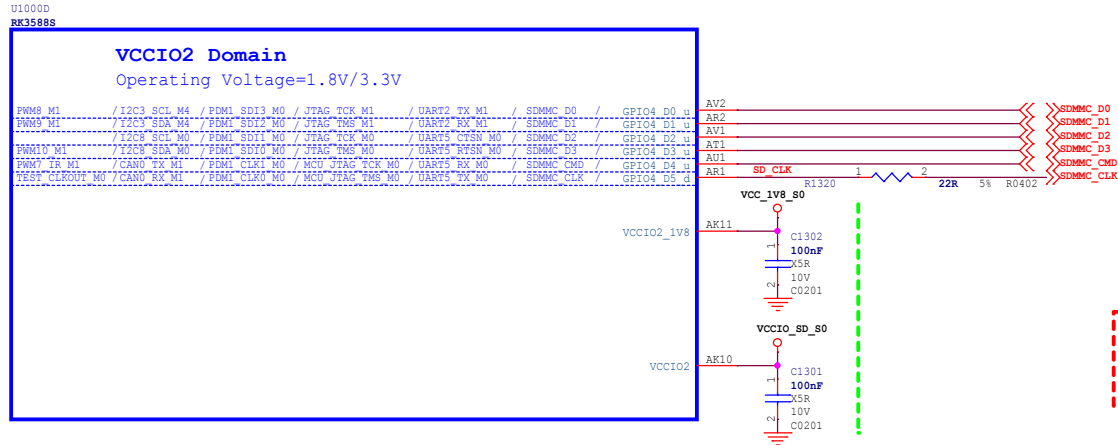 U1000D
RK3588S
VCCIO2 Domain
Operating Voltage=1.8V/3.3V
PWM8_M1 / I2C3_SCL_M4 / PDM1_SDI3_M0 / JTAG_TCK_M1 / UART2_TX_M1 / SDMMC_D0 / GPIO4_D0_u AV2 SDMMC_D0
PWM9_M1 / I2C3_SDA_M4 / PDM1_SDI2_M0 / JTAG_TMS_M1 / UART2_RX_M1 / SDMMC_D1 / GPIO4_D1_u AR2 SDMMC_D1
/ I2C8_SCL_M0 / PDM1_SDI1_M0 / JTAG_TCK_M0 / UART5_CTSN_M0 / SDMMC_D2 / GPIO4_D2_u AV1 SDMMC_D2
PWM10_M1 / I2C8_SDA_M0 / PDM1_SDI0_M0 / JTAG_TMS_M0 / UART5_RTSN_M0 / SDMMC_D3 / GPIO4_D3_u AT1 SDMMC_D3
PWM7_IR_M1 / CAN0_TX_M1 / PDM1_CLK1_M0 / MCU_JTAG_TCK_M0 / UART5_RX_M0 / SDMMC_CMD / GPIO4_D4_u AU1 SDMMC_CMD
TEST_CLKOUT_M0 / CAN0_RX_M1 / PDM1_CLK0_M0 / MCU_JTAG_TMS_M0 / UART5_TX_M0 / SDMMC_CLK / GPIO4_D5_d AR1 SD_CLK 1 2 SDMMC_CLK
R1320 22R 5% R0402
VCC_1V8_S0
VCCIO2_1V8 AK11
1 C1302
100nF
X5R
2 10V
C0201
VCCIO_SD_S0
VCCIO2 AK10
1 C1301
100nF
X5R
2 10V
C0201